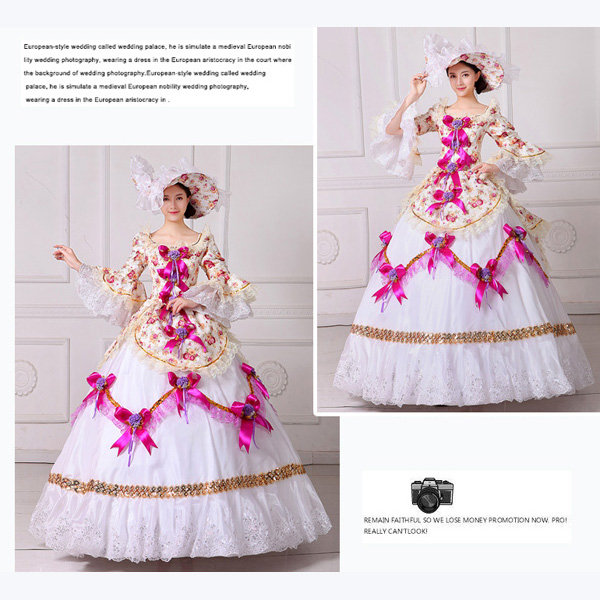 European-style wedding called wedding palace, he is simulate a medieval European nobi
lity wedding photography, wearing a dress in the European aristocracy in the court where
the background of wedding photography.European-style wedding called wedding
palace, he is simulate a medieval European nobility wedding photography,
wearing a dress in the European aristocracy in .
REMAIN FAITHFUL SO WE LOSE MONEY PROMOTION NOW. PRO!
REALLY CAN'TLOOK!